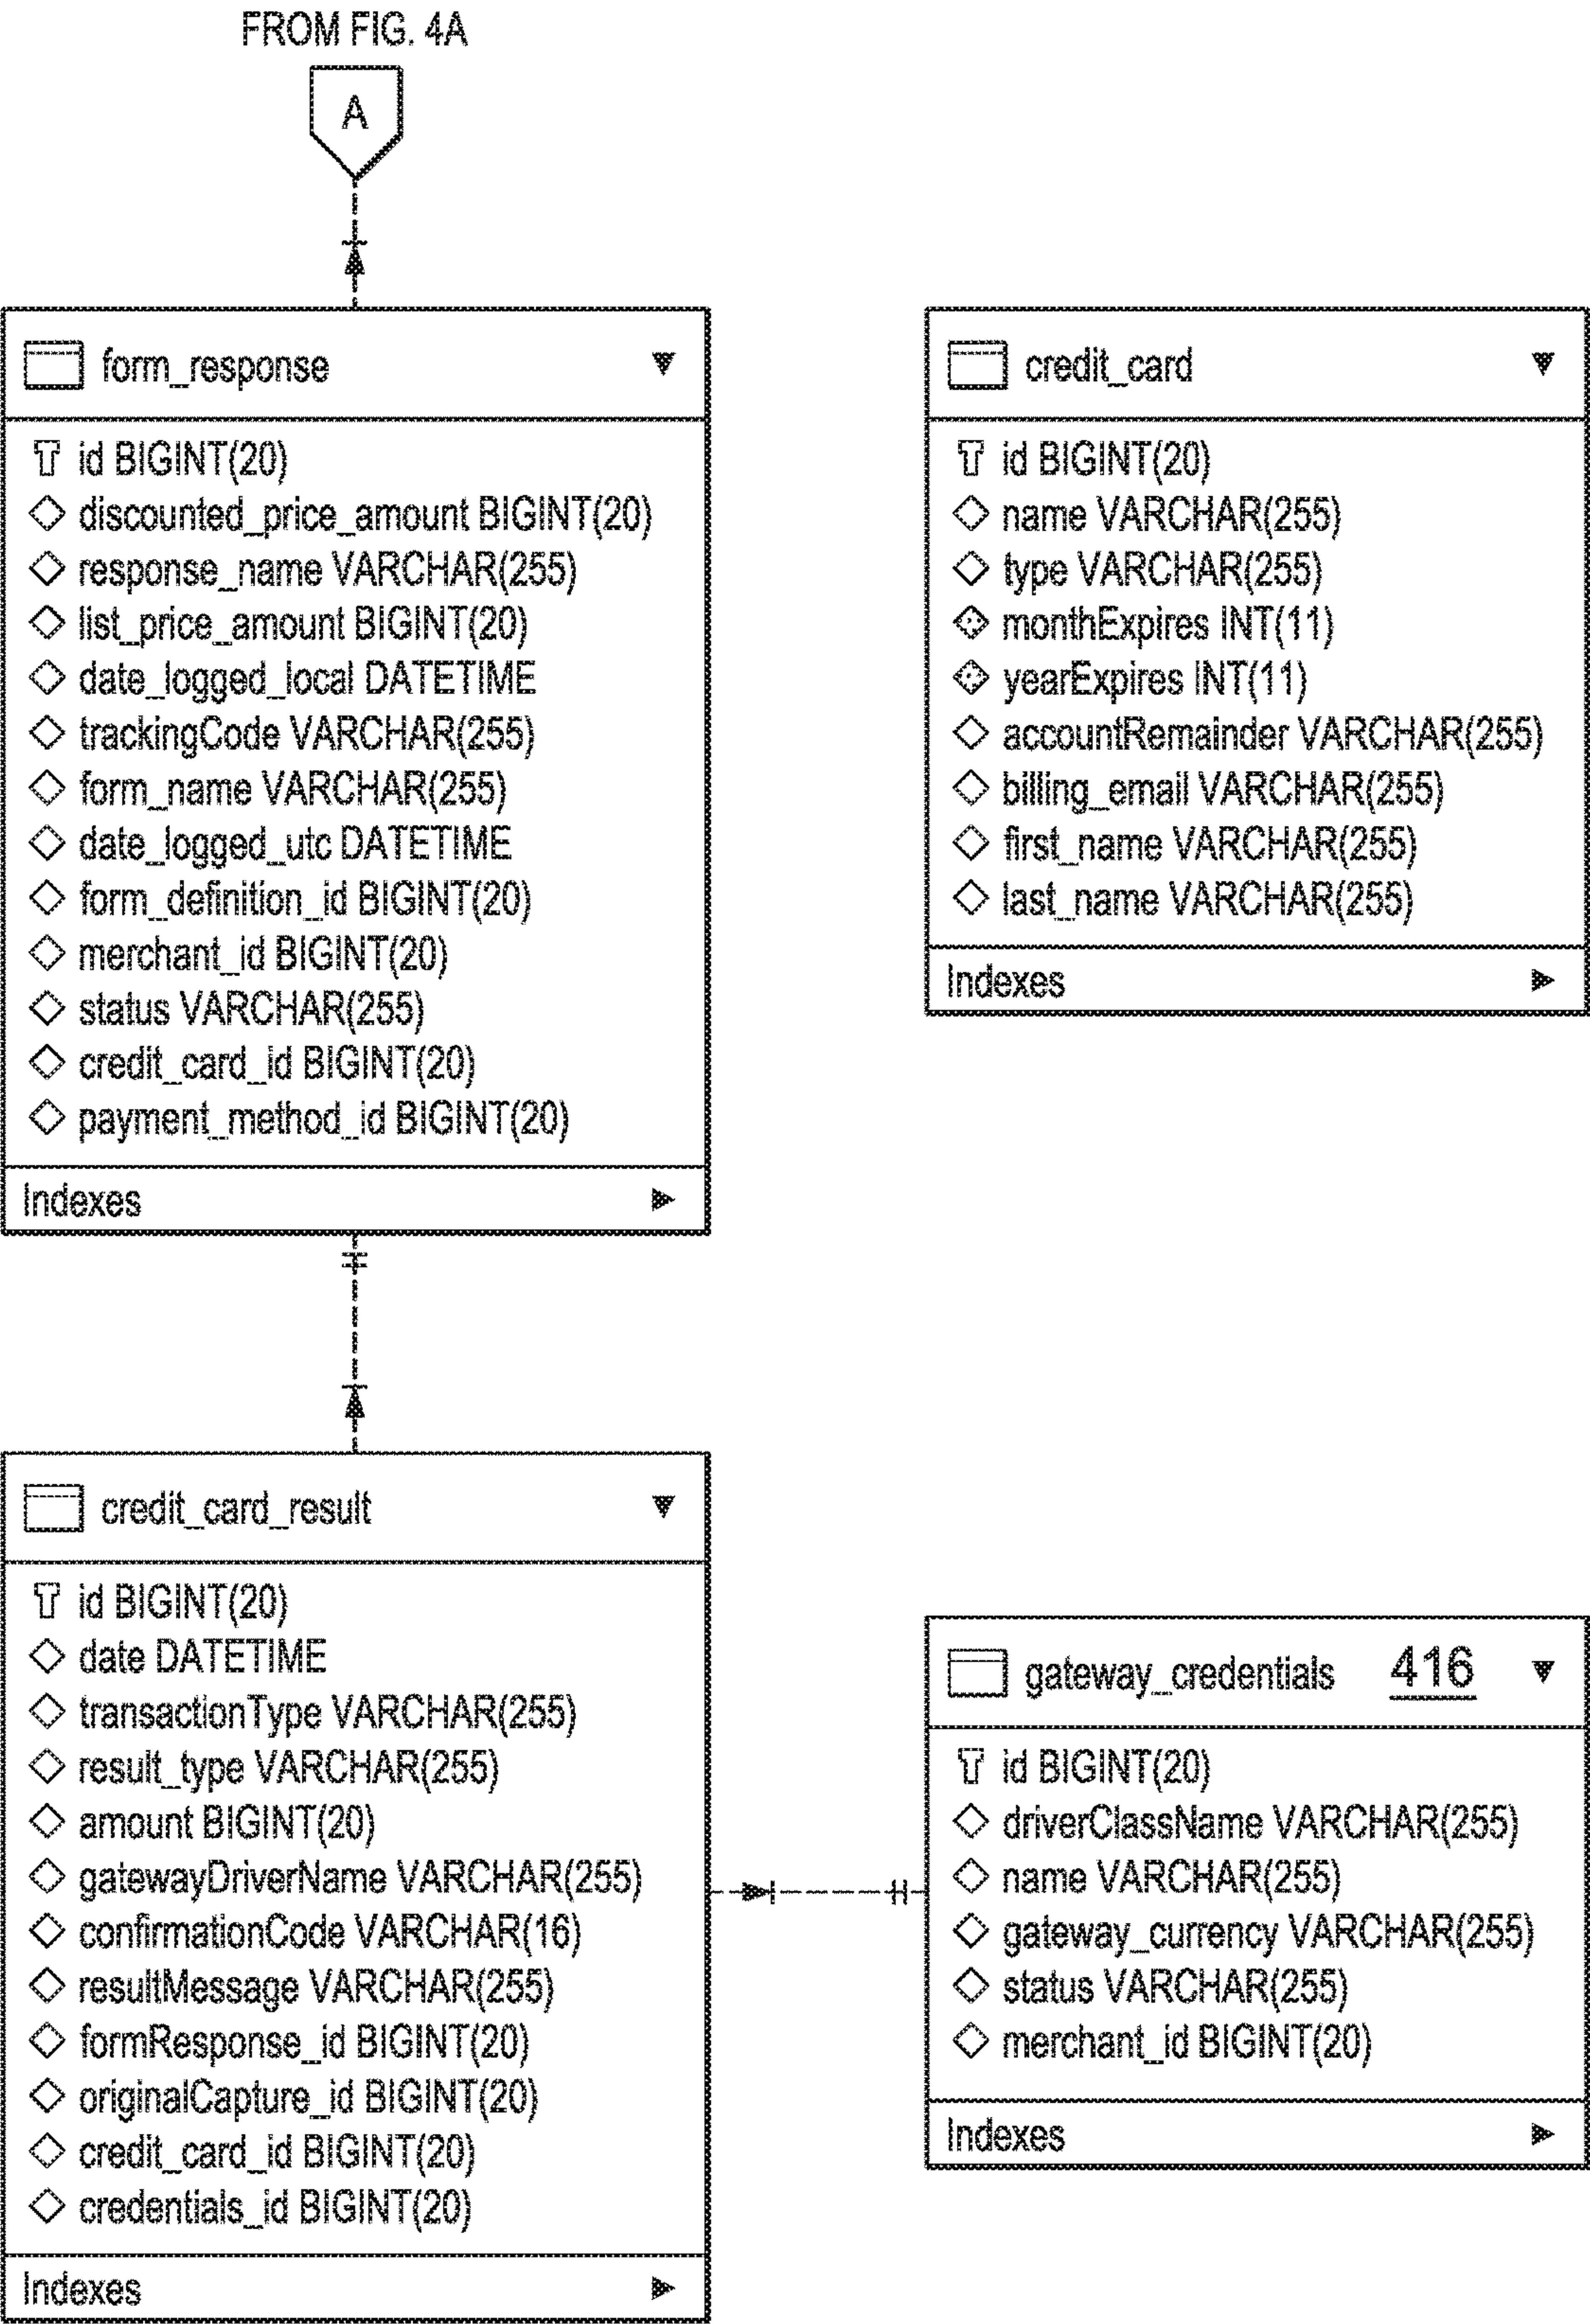 FROM FIG. 4A
A
form_response
id BIGINT(20)
discounted_price_amount BIGINT(20)
response_name VARCHAR(255)
list_price_amount BIGINT(20)
date_logged_local DATETIME
trackingCode VARCHAR(255)
form_name VARCHAR(255)
date_logged_utc DATETIME
form_definition_id BIGINT(20)
merchant_id BIGINT(20)
status VARCHAR(255)
credit_card_id BIGINT(20)
payment_method_id BIGINT(20)
Indexes
credit_card
id BIGINT(20)
name VARCHAR(255)
type VARCHAR(255)
monthExpires INT(11)
yearExpires INT(11)
accountRemainder VARCHAR(255)
billing_email VARCHAR(255)
first_name VARCHAR(255)
last_name VARCHAR(255)
Indexes
credit_card_result
id BIGINT(20)
date DATETIME
transactionType VARCHAR(255)
result_type VARCHAR(255)
amount BIGINT(20)
gatewayDriverName VARCHAR(255)
confirmationCode VARCHAR(16)
resultMessage VARCHAR(255)
formResponse_id BIGINT(20)
originalCapture_id BIGINT(20)
credit_card_id BIGINT(20)
credentials_id BIGINT(20)
Indexes
gateway_credentials 416
id BIGINT(20)
driverClassName VARCHAR(255)
name VARCHAR(255)
gateway_currency VARCHAR(255)
status VARCHAR(255)
merchant_id BIGINT(20)
Indexes